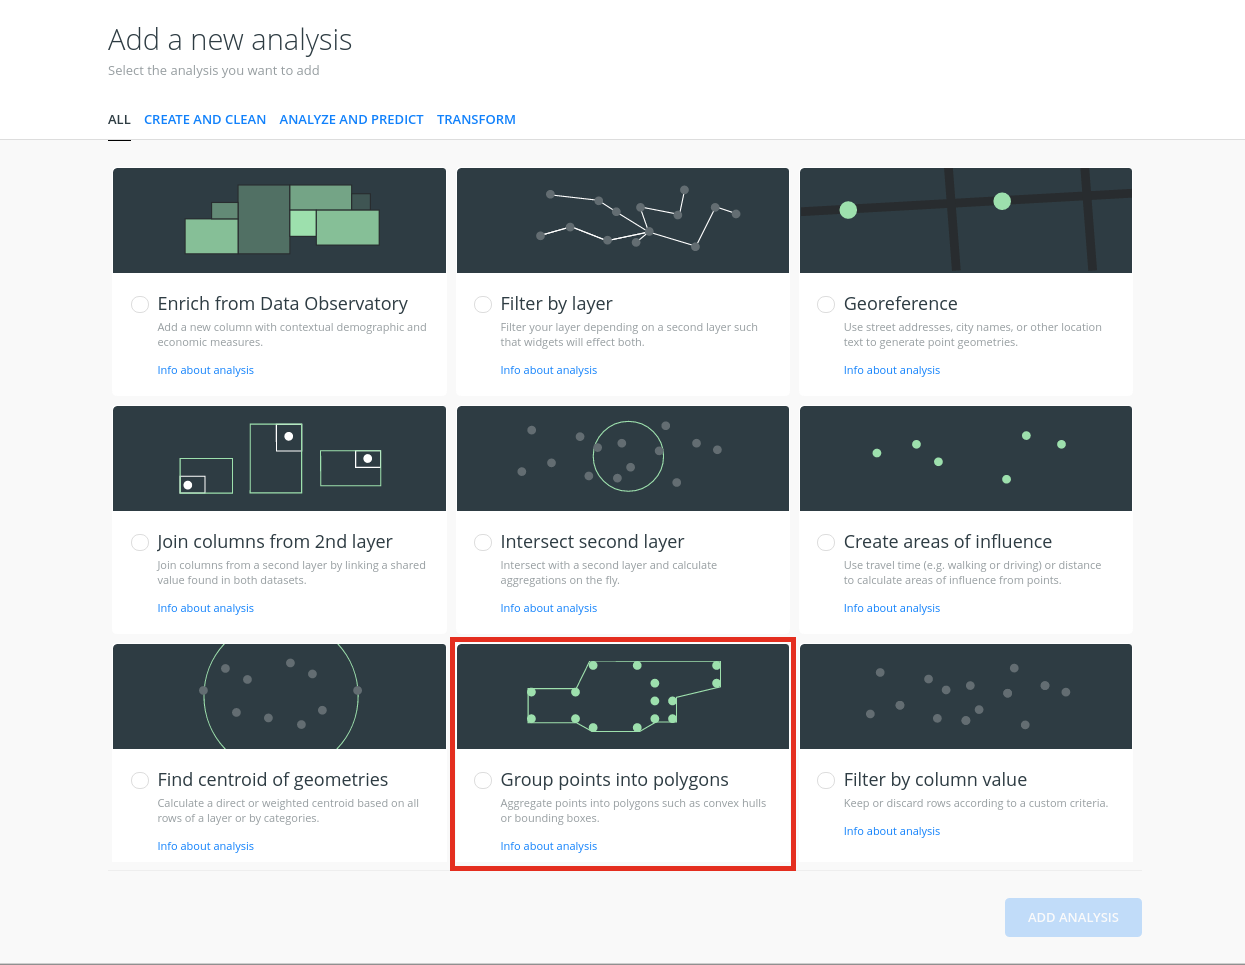 Add a new analysis
Select the analysis you want to add
ALL CREATE AND CLEAN ANALYZE AND PREDICT TRANSFORM
Enrich from Data Observatory
Add a new column with contextual demographic and
economic measures.
Info about analysis
Filter by layer
Filter your layer depending on a second layer such
that widgets will effect both.
Info about analysis
Georeference
Use street addresses, city names, or other location
text to generate point geometries.
Info about analysis
Join columns from 2nd layer
Join columns from a second layer by linking a shared
value found in both datasets.
Info about analysis
Intersect second layer
Intersect with a second layer and calculate
aggregations on the fly.
Info about analysis
Create areas of influence
Use travel time (e.g. walking or driving) or distance
to calculate areas of influence from points.
Info about analysis
Find centroid of geometries
Calculate a direct or weighted centroid based on all
rows of a layer or by categories.
Info about analysis
Group points into polygons
Aggregate points into polygons such as convex hulls
or bounding boxes.
Info about analysis
Filter by column value
Keep or discard rows according to a custom criteria.
Info about analysis
ADD ANALYSIS